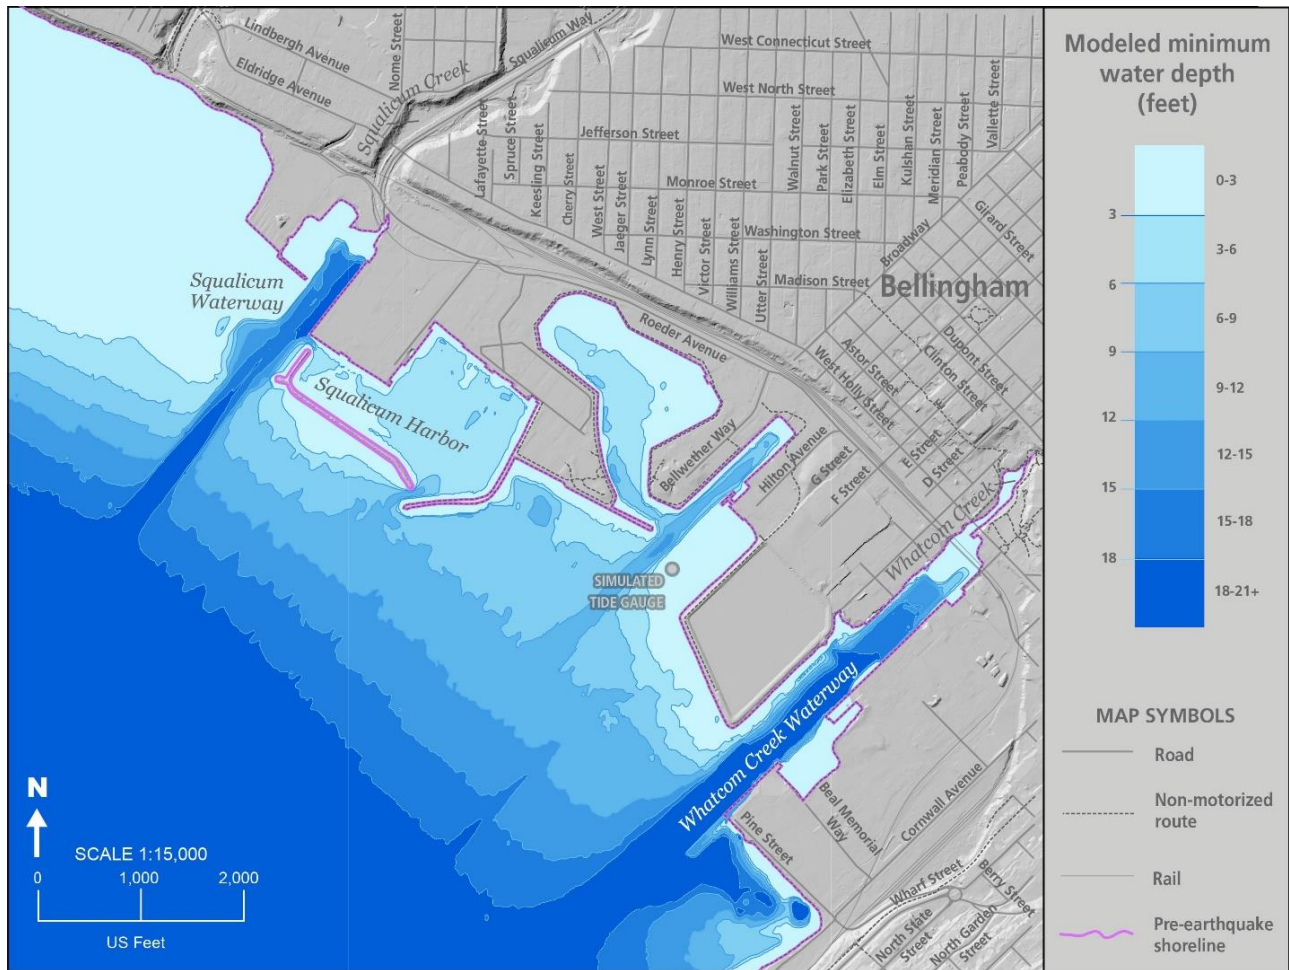 Lindbergh Avenue
Eldridge Avenue
Nome Street
Squalicum Creek
Squalicum Way
West Connecticut Street
West North Street
Jefferson Street
Monroe Street
Washington Street
Madison Street
Lafayette Street
Spruce Street
Keesling Street
Cherry Street
West Street
Jaeger Street
Lynn Street
Henry Street
Victor Street
Williams Street
Utter Street
Walnut Street
Park Street
Elizabeth Street
Elm Street
Kulshan Street
Meridian Street
Peabody Street
Vallette Street
Girard Street
Broadway
Bellingham
Squalicum
Waterway
Squalicum Harbor
Roeder Avenue
West Holly Street
Astor Street
Clinton Street
Dupont Street
E Street
D Street
Bellwether Way
Hilton Avenue
G Street
F Street
Whatcom Creek
SIMULATED
TIDE GAUGE
Whatcom Creek Waterway
Pine Street
Beal Memorial
Way
Cornwall Avenue
Wharf Street
Berry Street
North State
Street
North Garden
Street
N
SCALE 1:15,000
0 1,000 2,000
US Feet
Modeled minimum
water depth
(feet)
0-3
3
3-6
6
6-9
9
9-12
12
12-15
15
15-18
18
18-21+
MAP SYMBOLS
Road
Non-motorized
route
Rail
Pre-earthquake
shoreline